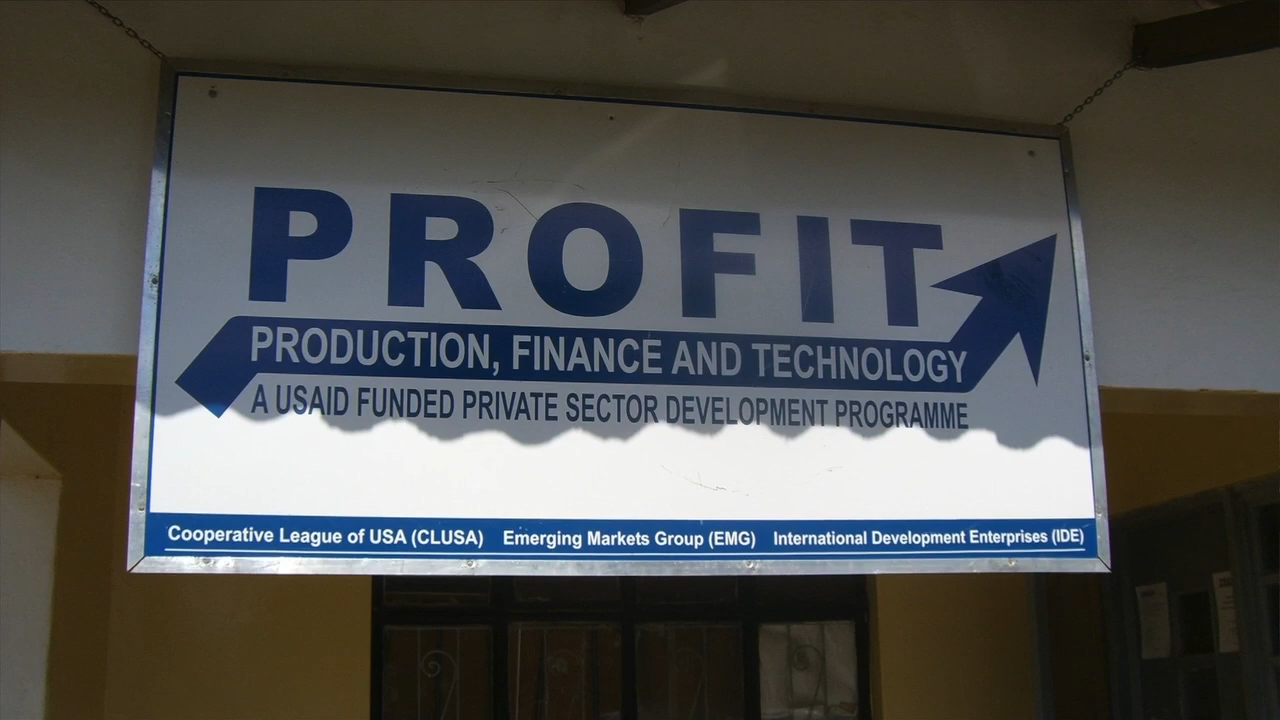 PROFIT
PRODUCTION, FINANCE AND TECHNOLOGY
A USAID FUNDED PRIVATE SECTOR DEVELOPMENT PROGRAMME
Cooperative League of USA (CLUSA) Emerging Markets Group (EMG) International Development Enterprises (IDE)